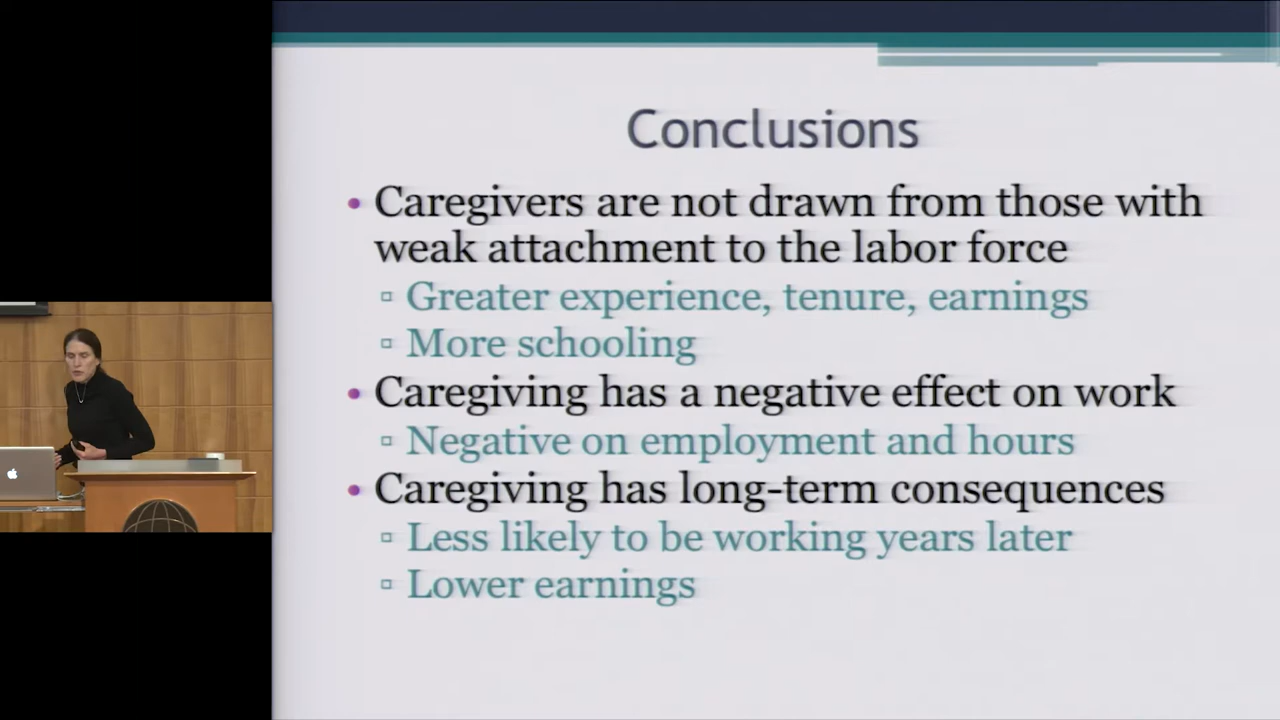 Conclusions
• Caregivers are not drawn from those with
weak attachment to the labor force
▫ Greater experience, tenure, earnings
▫ More schooling
• Caregiving has a negative effect on work
▫ Negative on employment and hours
• Caregiving has long-term consequences
▫ Less likely to be working years later
▫ Lower earnings